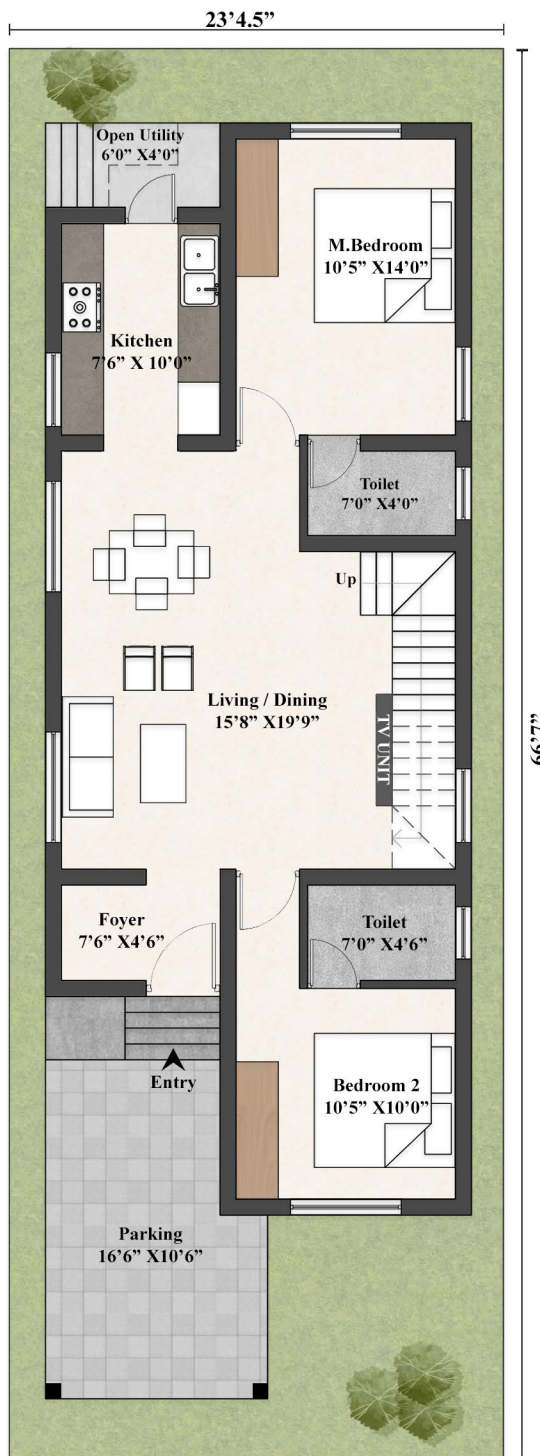 23’4.5”
Open Utility
6’0” X4’0”
M.Bedroom
10’5” X14’0”
Kitchen
7’6” X 10’0”
Toilet
7’0” X4’0”
Up
Living / Dining
15’8” X19’9”
TV UNIT
66’7”
Foyer
7’6” X4’6”
Toilet
7’0” X4’6”
Entry
Bedroom 2
10’5” X10’0”
Parking
16’6” X10’6”